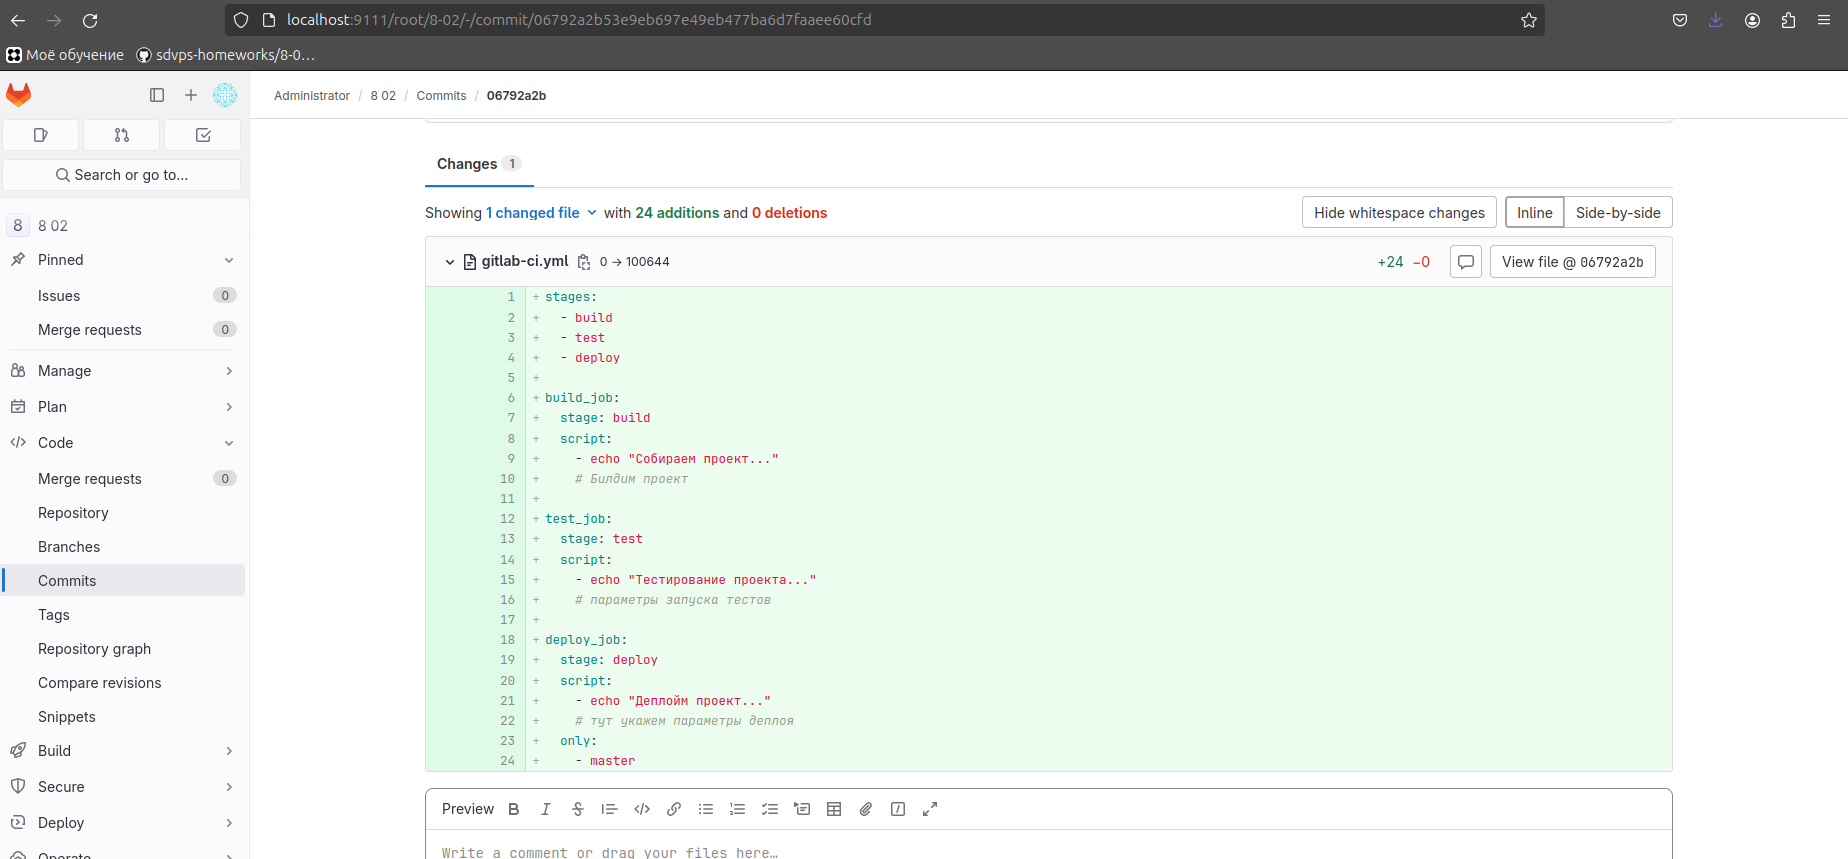 localhost:9111/root/8-02/-/commit/06792a2b53e9eb697e49eb477ba6d7faaee60cfd
Моё обучение sdvps-homeworks/8-0…
Administrator / 8 02 / Commits / 06792a2b
Search or go to...
8 8 02
Pinned
Issues 0
Merge requests 0
Manage
Plan
Code
Merge requests 0
Repository
Branches
Commits
Tags
Repository graph
Compare revisions
Snippets
Build
Secure
Deploy
Operate
Changes 1
Showing 1 changed file with 24 additions and 0 deletions
Hide whitespace changes Inline Side-by-side
gitlab-ci.yml 0 → 100644 +24 −0 View file @ 06792a2b
1 + stages:
2 + - build
3 + - test
4 + - deploy
5 +
6 + build_job:
7 + stage: build
8 + script:
9 + - echo "Собираем проект..."
10 + # Билдим проект
11 +
12 + test_job:
13 + stage: test
14 + script:
15 + - echo "Тестирование проекта..."
16 + # параметры запуска тестов
17 +
18 + deploy_job:
19 + stage: deploy
20 + script:
21 + - echo "Деплойм проект..."
22 + # тут укажем параметры деплоя
23 + only:
24 + - master
Preview
Write a comment or drag your files here…